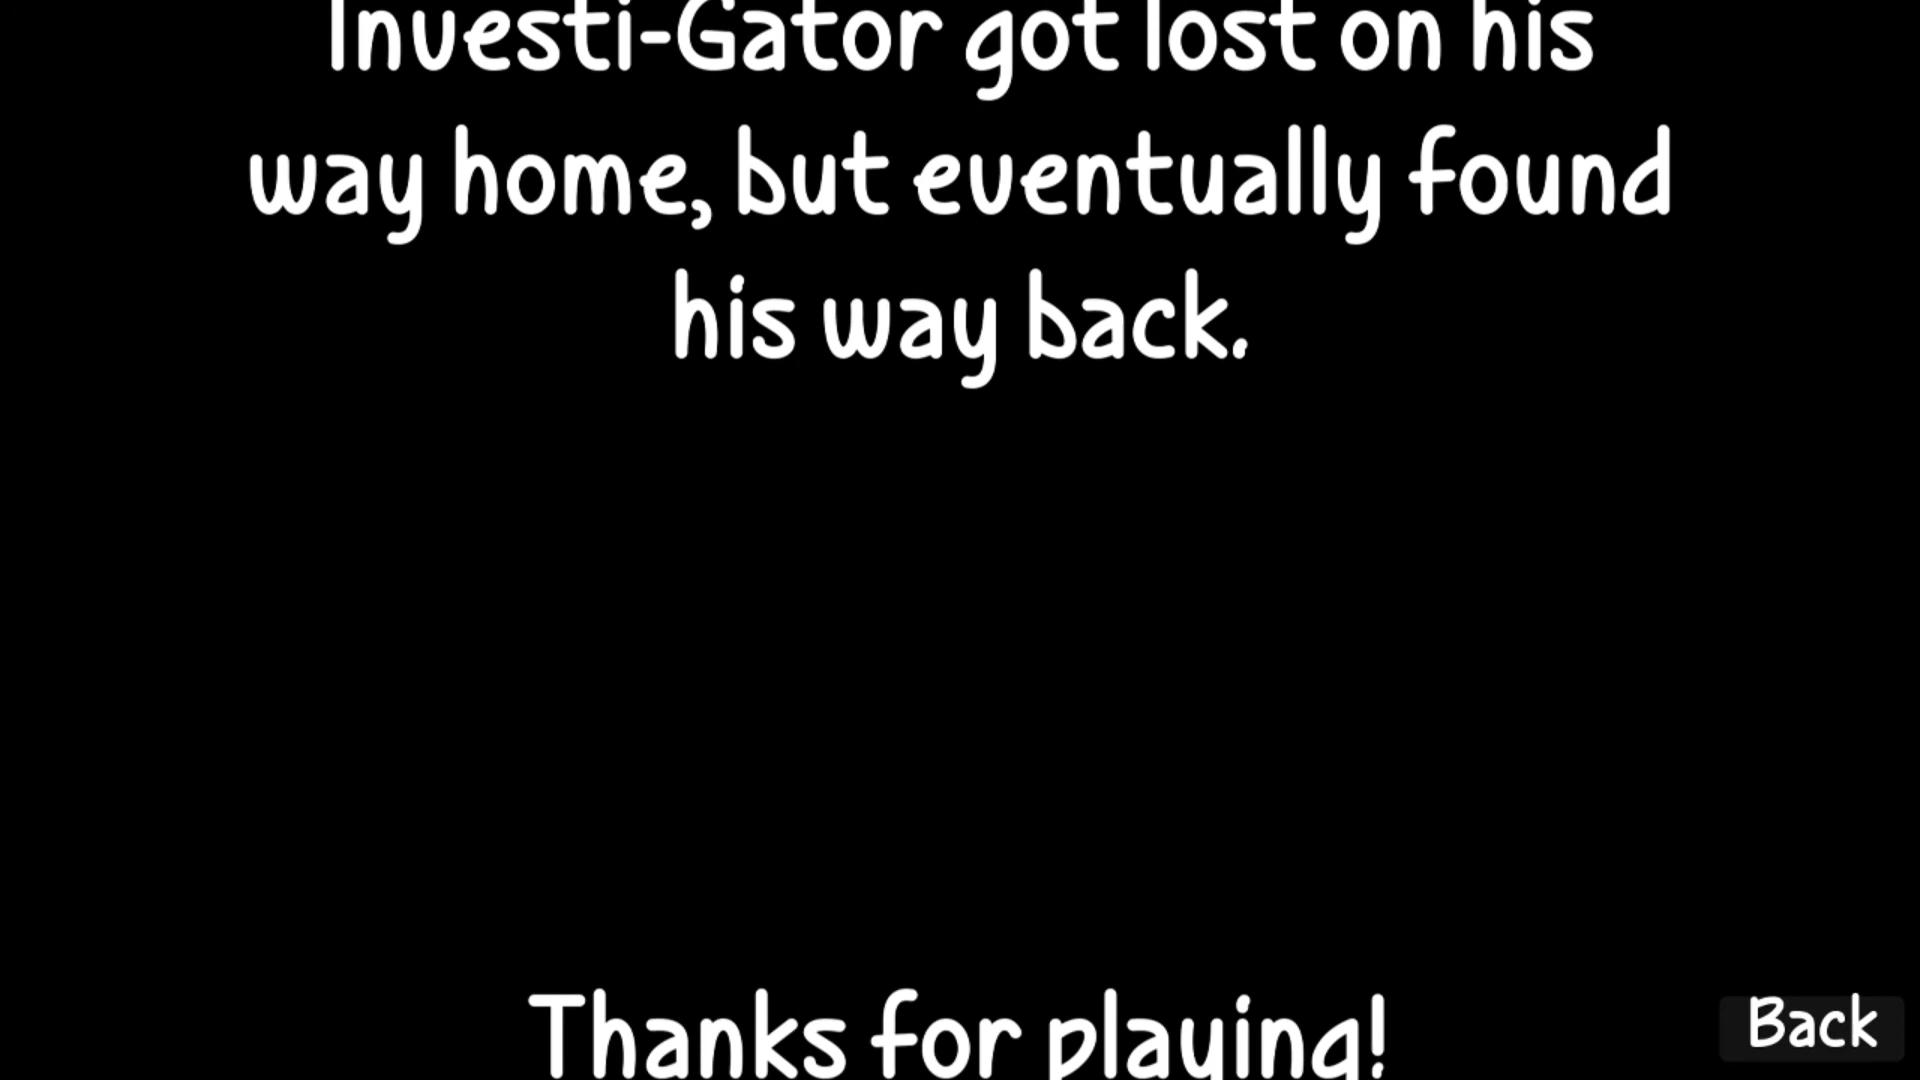 Investi-Gator got lost on his
way home, but eventually found
his way back.
Thanks for playing!
Back